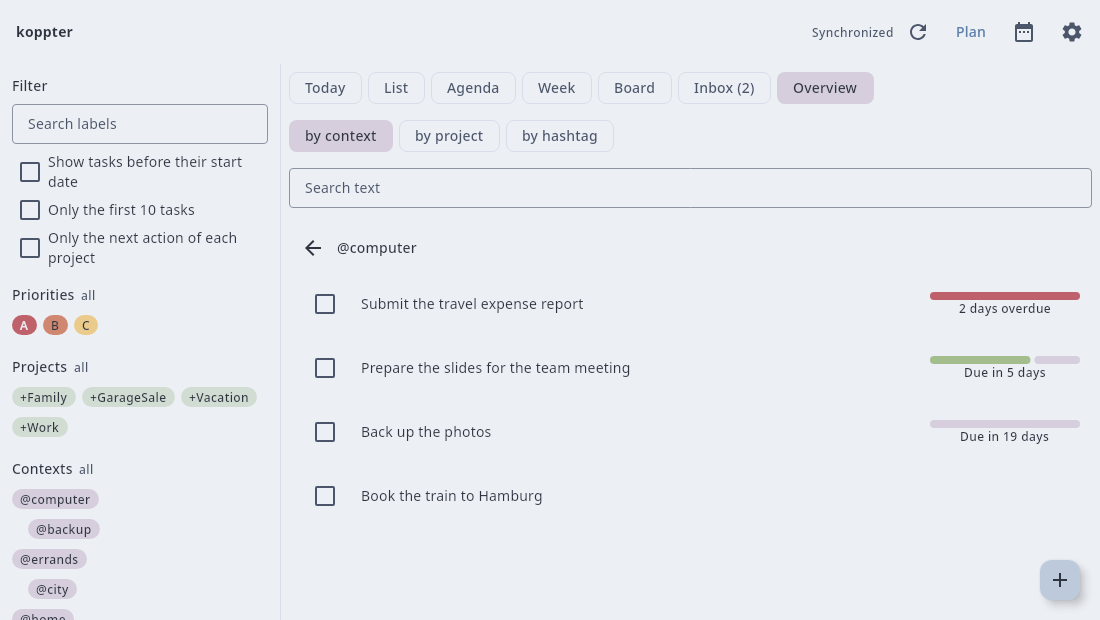 koppter
Synchronized
Plan
Filter
Search labels
Show tasks before their start
date
Only the first 10 tasks
Only the next action of each
project
Priorities all
A B C
Projects all
+Family +GarageSale +Vacation
+Work
Contexts all
@computer
@backup
@errands
@city
@home
Today List Agenda Week Board Inbox (2) Overview
by context by project by hashtag
Search text
@computer
Submit the travel expense report
2 days overdue
Prepare the slides for the team meeting
Due in 5 days
Back up the photos
Due in 19 days
Book the train to Hamburg